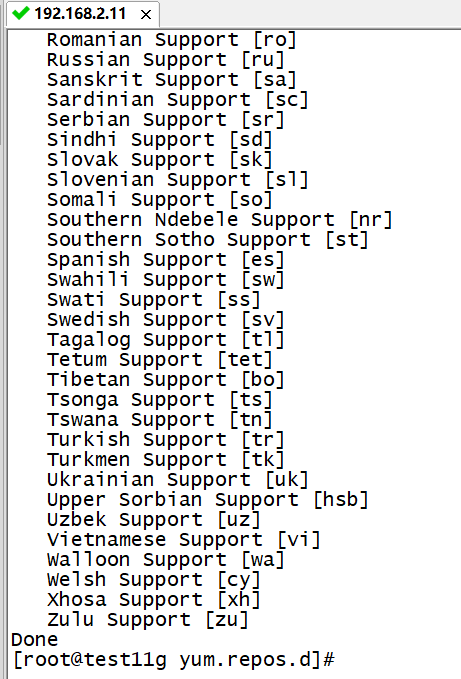 192.168.2.11
Romanian Support [ro]
Russian Support [ru]
Sanskrit Support [sa]
Sardinian Support [sc]
Serbian Support [sr]
Sindhi Support [sd]
Slovak Support [sk]
Slovenian Support [sl]
Somali Support [so]
Southern Ndebele Support [nr]
Southern Sotho Support [st]
Spanish Support [es]
Swahili Support [sw]
Swati Support [ss]
Swedish Support [sv]
Tagalog Support [tl]
Tetum Support [tet]
Tibetan Support [bo]
Tsonga Support [ts]
Tswana Support [tn]
Turkish Support [tr]
Turkmen Support [tk]
Ukrainian Support [uk]
Upper Sorbian Support [hsb]
Uzbek Support [uz]
Vietnamese Support [vi]
Walloon Support [wa]
Welsh Support [cy]
Xhosa Support [xh]
Zulu Support [zu]
Done
[root@test11g yum.repos.d]#